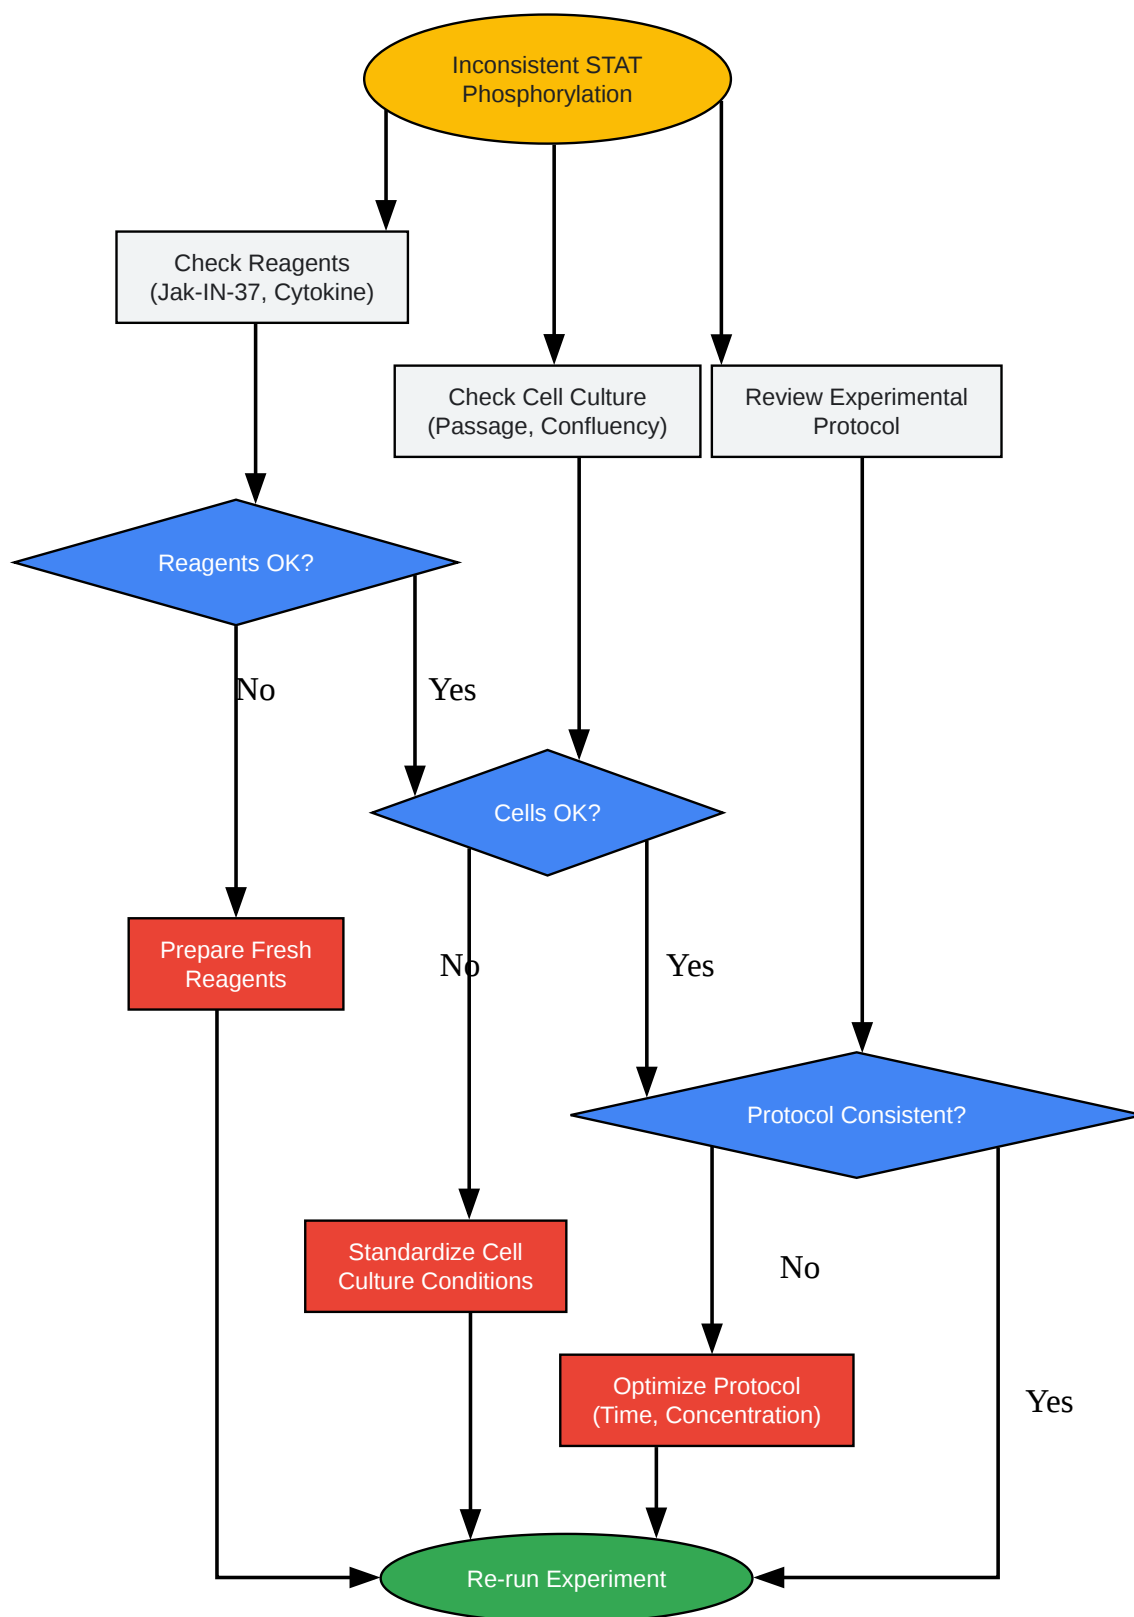 Inconsistent STAT
Phosphorylation
Check Reagents
(Jak-IN-37, Cytokine)
Check Cell Culture
(Passage, Confluency)
Review Experimental
Protocol
Reagents OK?
No
Yes
Cells OK?
Prepare Fresh
Reagents
No
Yes
Protocol Consistent?
Standardize Cell
Culture Conditions
No
Optimize Protocol
(Time, Concentration)
Yes
Re-run Experiment